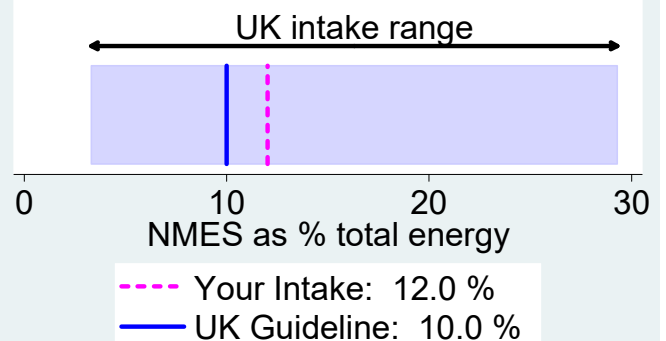 UK intake range
0 10 20 30
NMES as % total energy
Your Intake: 12.0 %
UK Guideline: 10.0 %